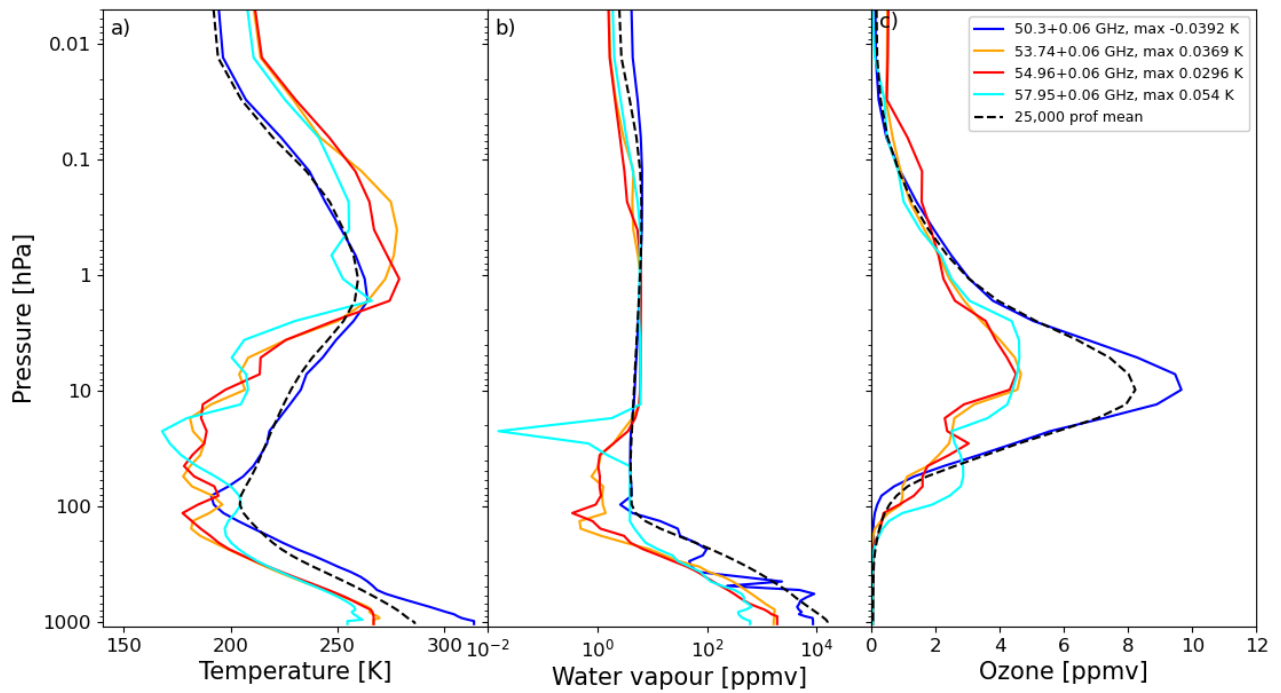 a)
b)
c)
50.3+0.06 GHz, max -0.0392 K
53.74+0.06 GHz, max 0.0369 K
54.96+0.06 GHz, max 0.0296 K
57.95+0.06 GHz, max 0.054 K
25,000 prof mean
Pressure [hPa]
0.01
0.1
1
10
100
1000
150 200 250 300
10⁻² 10⁰ 10² 10⁴
0 2 4 6 8 10 12
Temperature [K]
Water vapour [ppmv]
Ozone [ppmv]